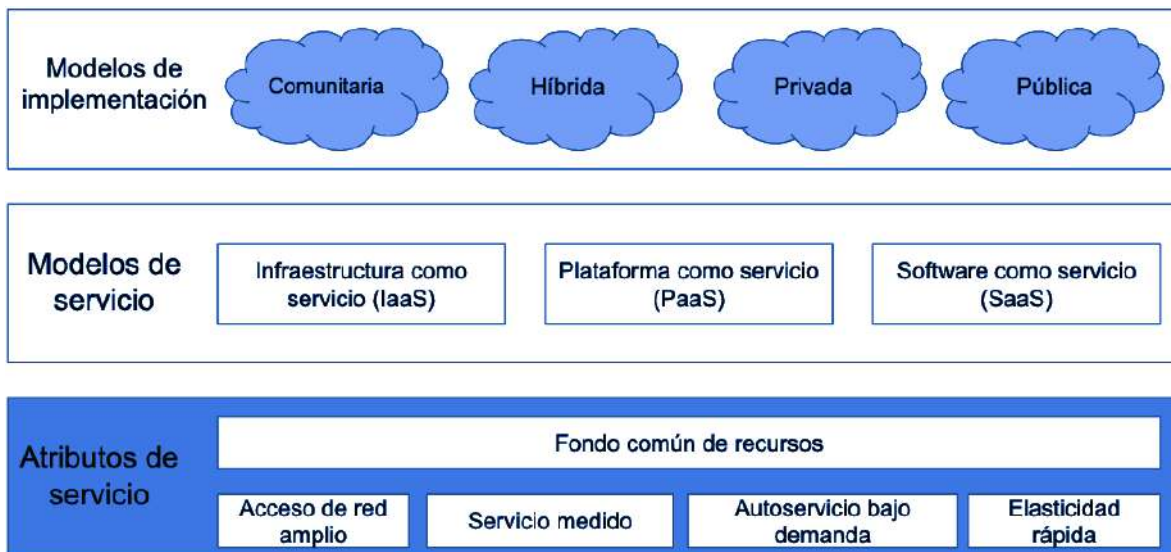 Modelos de
implementación
Comunitaria
Híbrida
Privada
Pública
Modelos de
servicio
Infraestructura como
servicio (IaaS)
Plataforma como servicio
(PaaS)
Software como servicio
(SaaS)
Atributos de
servicio
Fondo común de recursos
Acceso de red
amplio
Servicio medido
Autoservicio bajo
demanda
Elasticidad
rápida